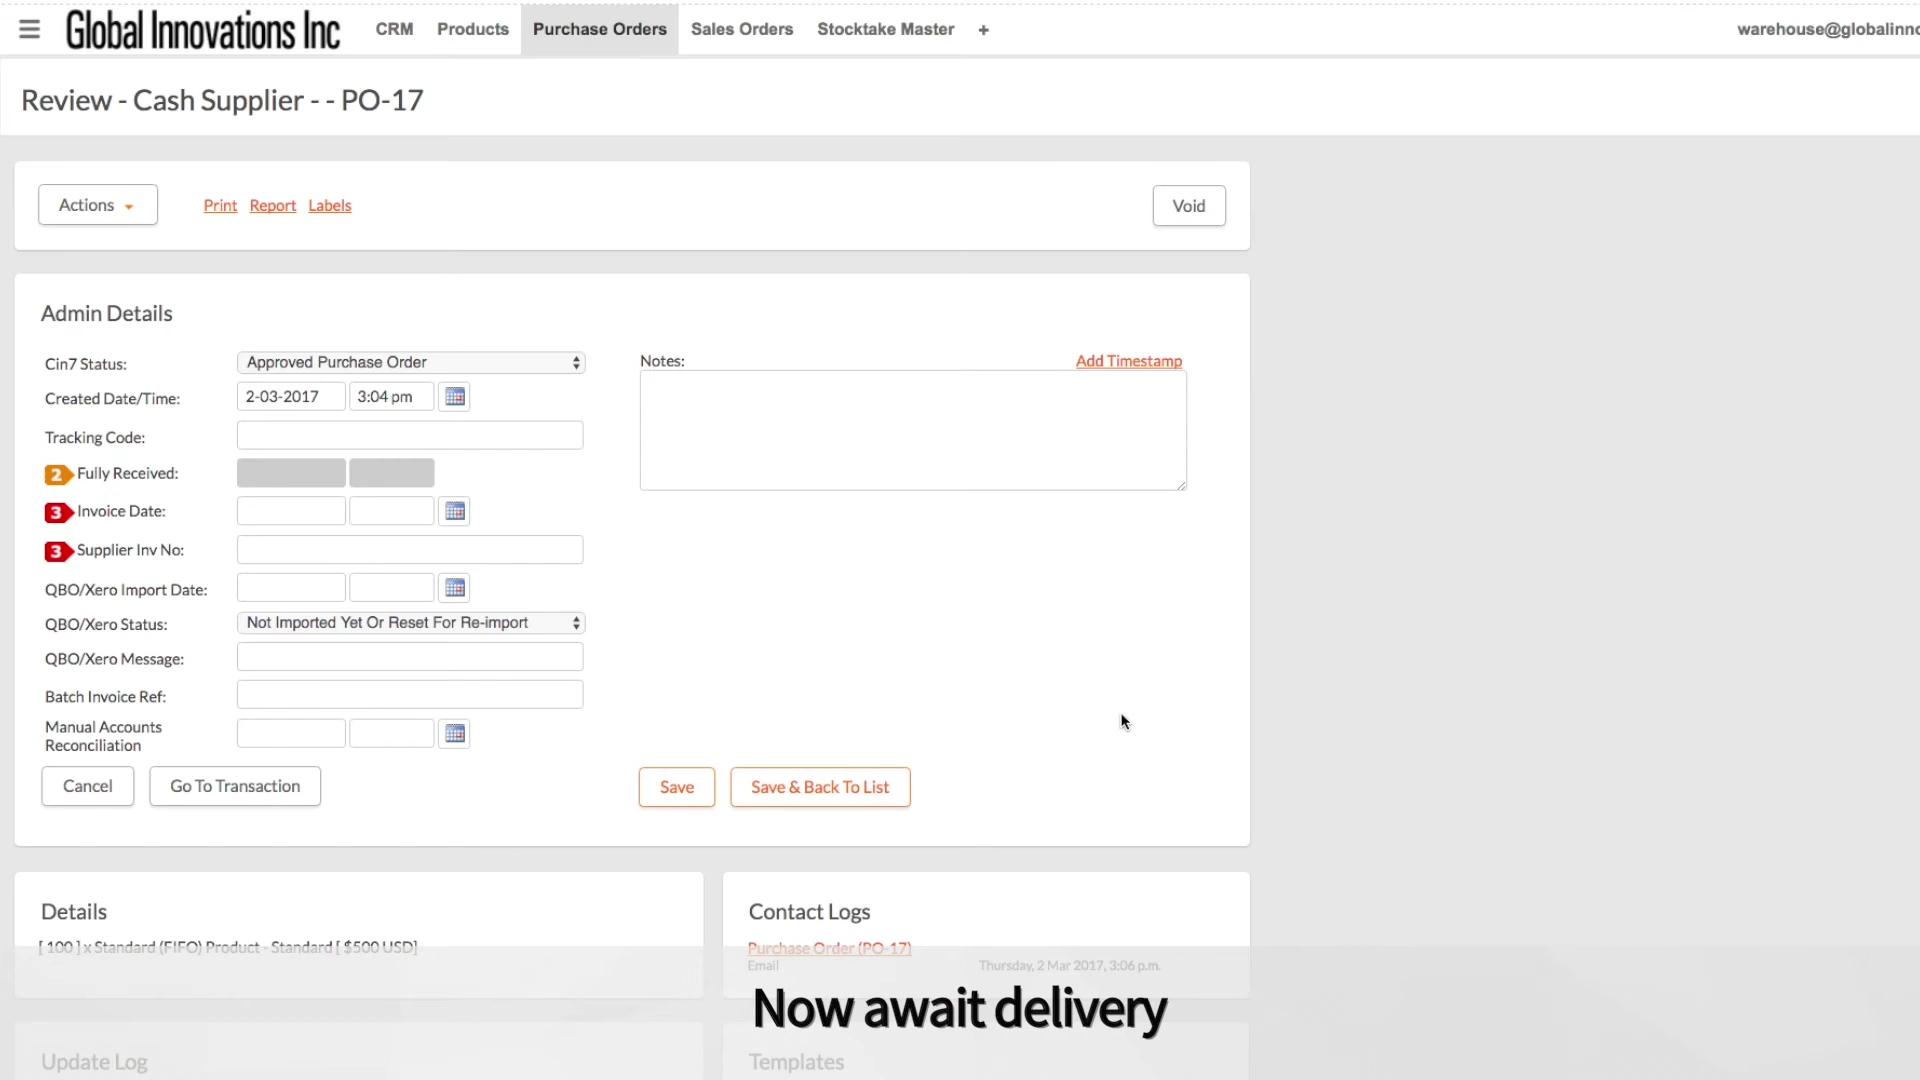 Global Innovations Inc
CRM
Products
Purchase Orders
Sales Orders
Stocktake Master
+
warehouse@globalinno
Review - Cash Supplier - - PO-17
Actions
Print
Report
Labels
Void
Admin Details
Cin7 Status:
Approved Purchase Order
Created Date/Time:
2-03-2017
3:04 pm
Tracking Code:
2
Fully Received:
3
Invoice Date:
3
Supplier Inv No:
QBO/Xero Import Date:
QBO/Xero Status:
Not Imported Yet Or Reset For Re-import
QBO/Xero Message:
Batch Invoice Ref:
Manual Accounts
Reconciliation
Notes:
Add Timestamp
Cancel
Go To Transaction
Save
Save & Back To List
Details
[ 100 ] x Standard (FIFO) Product - Standard [ $500 USD]
Contact Logs
Purchase Order (PO-17)
Email
Thursday, 2 Mar 2017, 3:06 p.m.
Now await delivery
Update Log
Templates